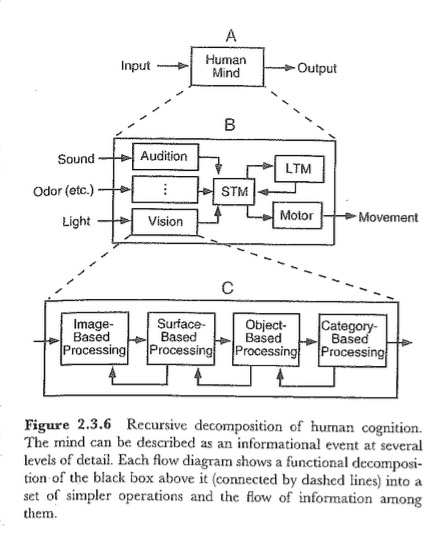 A
Input
Human
Mind
Output
B
Sound
Audition
LTM
Odor (etc.)
⋮
STM
Light
Vision
Motor
Movement
C
Image-
Based
Processing
Surface-
Based
Processing
Object-
Based
Processing
Category-
Based
Processing
Figure 2.3.6 Recursive decomposition of human cognition.
The mind can be described as an informational event at several
levels of detail. Each flow diagram shows a functional decomposi-
tion of the black box above it (connected by dashed lines) into a
set of simpler operations and the flow of information among
them.